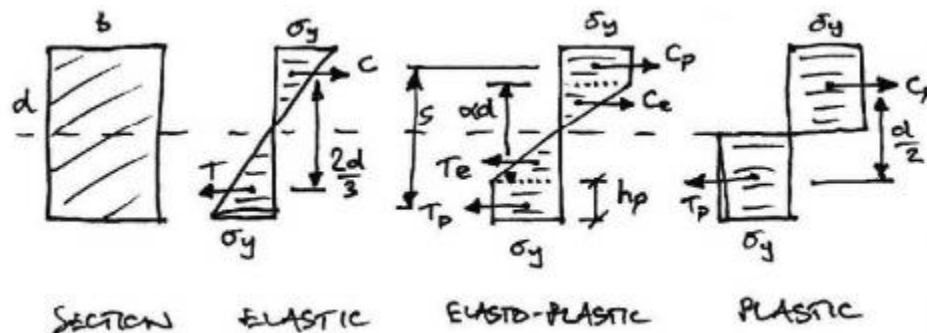 b
σy
σy
σy
d
C
Cp
Cp
s
αd
Ce
T
2d/3
Te
d/2
Tp
hp
Tp
σy
σy
σy
SECTION
ELASTIC
ELASTO-PLASTIC
PLASTIC